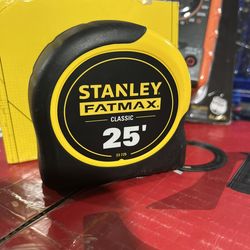 STANLEY
FATMAX.
CLASSIC
25'